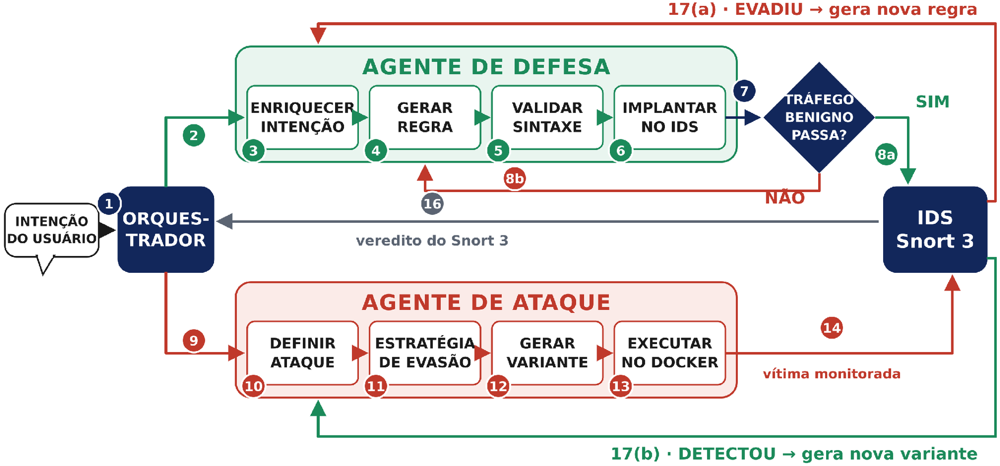 17(a) · EVADIU → gera nova regra
AGENTE DE DEFESA
7
TRÁFEGO
BENIGNO
PASSA?
SIM
ENRIQUECER
INTENÇÃO
GERAR
REGRA
VALIDAR
SINTAXE
IMPLANTAR
NO IDS
2
3
4
5
6
8a
8b
NÃO
1
16
INTENÇÃO
DO USUÁRIO
ORQUES-
TRADOR
IDS
Snort 3
veredito do Snort 3
AGENTE DE ATAQUE
9
DEFINIR
ATAQUE
ESTRATÉGIA
DE EVASÃO
GERAR
VARIANTE
EXECUTAR
NO DOCKER
14
vítima monitorada
10
11
12
13
17(b) · DETECTOU → gera nova variante